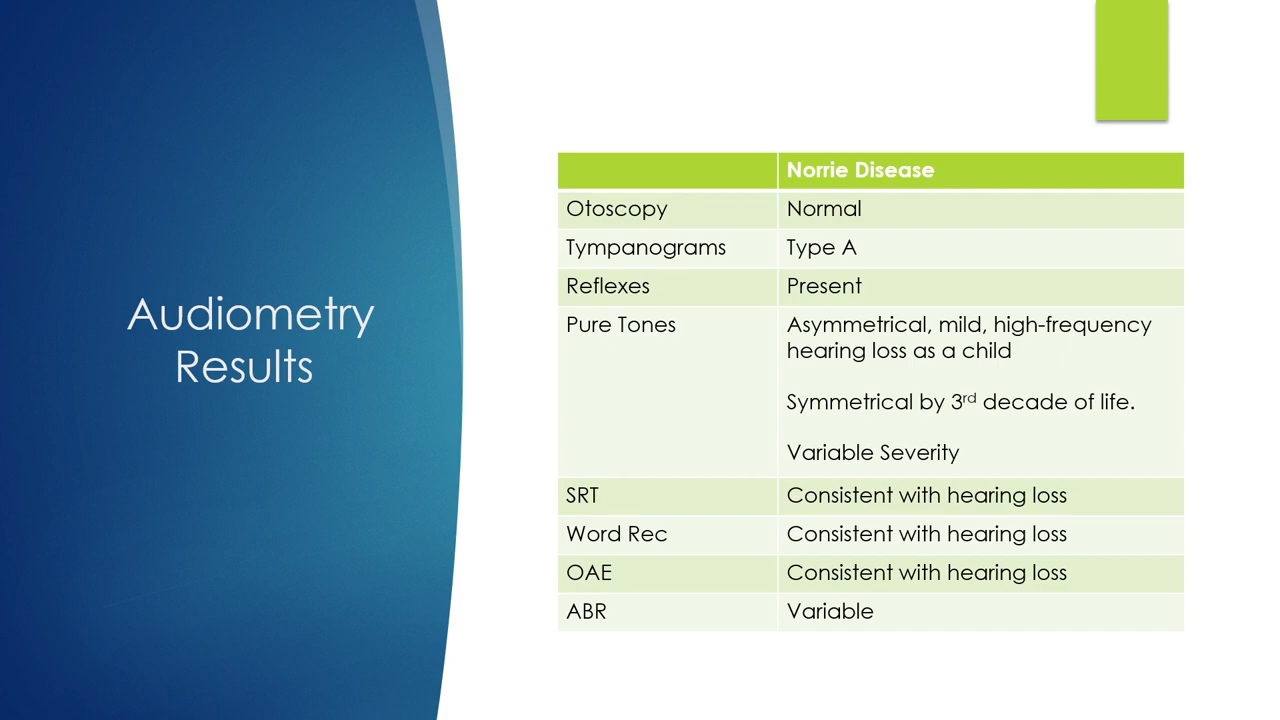 Audiometry
Results
Norrie Disease
Otoscopy Normal
Tympanograms Type A
Reflexes Present
Pure Tones Asymmetrical, mild, high-frequency
hearing loss as a child
Symmetrical by 3rd decade of life.
Variable Severity
SRT Consistent with hearing loss
Word Rec Consistent with hearing loss
OAE Consistent with hearing loss
ABR Variable